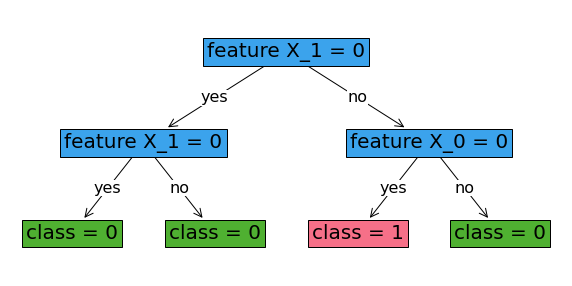 feature X_1 = 0
yes
no
feature X_1 = 0
feature X_0 = 0
yes
no
yes
no
class = 0
class = 0
class = 1
class = 0